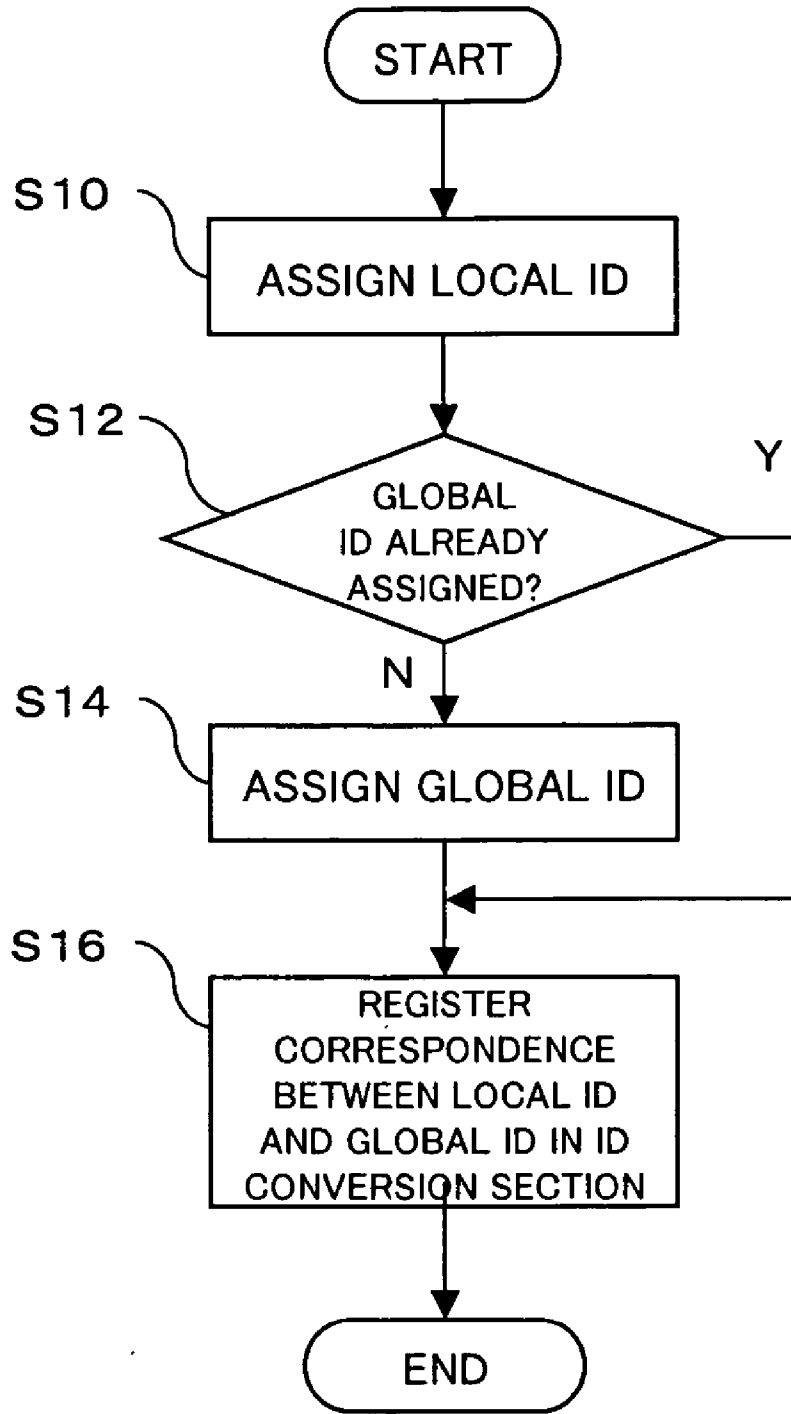 START
S10
ASSIGN LOCAL ID
S12
Y
GLOBAL
ID ALREADY
ASSIGNED?
N
S14
ASSIGN GLOBAL ID
S16
REGISTER
CORRESPONDENCE
BETWEEN LOCAL ID
AND GLOBAL ID IN ID
CONVERSION SECTION
END